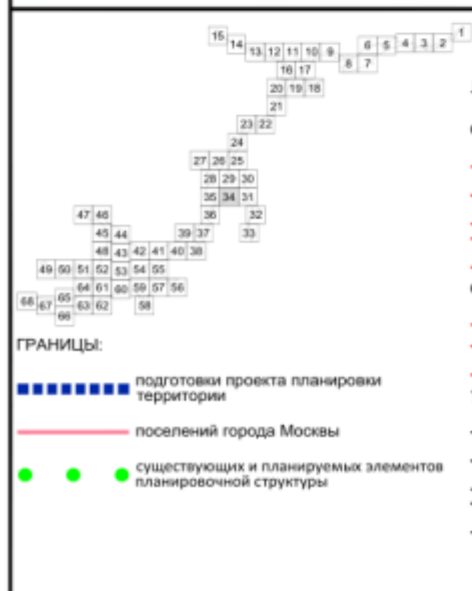 1
15
14
13 12 11 10 9
6 5 4 3 2
8 7
16 17
20 19 18
21
23 22
24
27 26 25
28 29 30
35 34 31
47 46
36 32
45 44
39 37
33
48 43 42 41 40 38
49 50 51 52 53 54 55
64 61 60 59 57 56
68 67 65 63 62
58
66
ГРАНИЦЫ:
подготовки проекта планировки
территории
поселений города Москвы
существующих и планируемых элементов
планировочной структуры